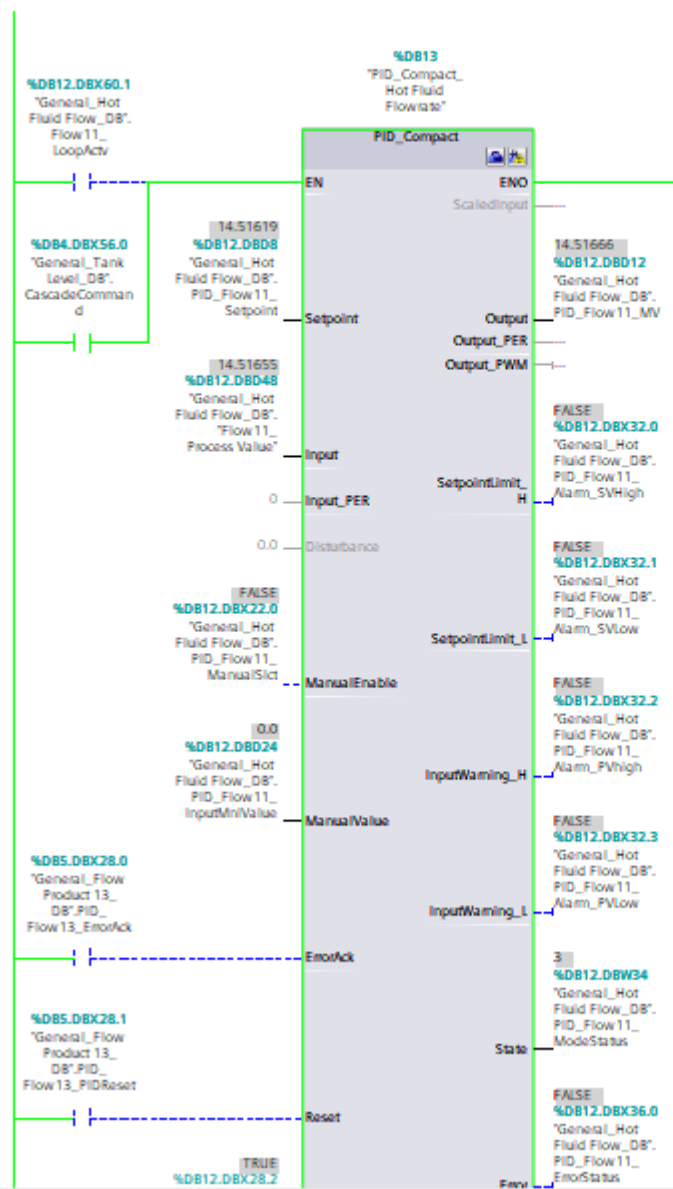 %DB13
"PID_Compact_
Hot Fluid
Flowrate"
PID_Compact
%DB12.DBX60.1
"General_Hot
Fluid Flow_DB".
Flow11_
LoopActv
EN
ENO
ScaledInput
%DB4.DBX56.0
"General_Tank
Level_DB".
CascadeComman
d
14.51619
%DB12.DBD8
"General_Hot
Fluid Flow_DB".
PID_Flow11_
Setpoint
Setpoint
14.51666
%DB12.DBD12
"General_Hot
Fluid Flow_DB".
PID_Flow11_MV
Output
Output_PER
Output_PWM
14.51655
%DB12.DBD48
"General_Hot
Fluid Flow_DB".
"Flow11_
Process Value"
Input
FALSE
%DB12.DBX32.0
"General_Hot
Fluid Flow_DB".
PID_Flow11_
Alarm_SVHigh
SetpointLimit_
H
0
Input_PER
0.0
Disturbance
FALSE
%DB12.DBX32.1
"General_Hot
Fluid Flow_DB".
PID_Flow11_
Alarm_SVLow
SetpointLimit_L
FALSE
%DB12.DBX22.0
"General_Hot
Fluid Flow_DB".
PID_Flow11_
ManualSlct
ManualEnable
FALSE
%DB12.DBX32.2
"General_Hot
Fluid Flow_DB".
PID_Flow11_
Alarm_PVhigh
InputWarning_H
0.0
%DB12.DBD24
"General_Hot
Fluid Flow_DB".
PID_Flow11_
InputMnlValue
ManualValue
FALSE
%DB12.DBX32.3
"General_Hot
Fluid Flow_DB".
PID_Flow11_
Alarm_PVLow
InputWarning_L
%DB5.DBX28.0
"General_Flow
Product 13_
DB".PID_
Flow13_ErrorAck
ErrorAck
3
%DB12.DBW34
"General_Hot
Fluid Flow_DB".
PID_Flow11_
ModeStatus
State
%DB5.DBX28.1
"General_Flow
Product 13_
DB".PID_
Flow13_PIDReset
Reset
FALSE
%DB12.DBX36.0
"General_Hot
Fluid Flow_DB".
PID_Flow11_
ErrorStatus
Error
TRUE
%DB12.DBX28.2